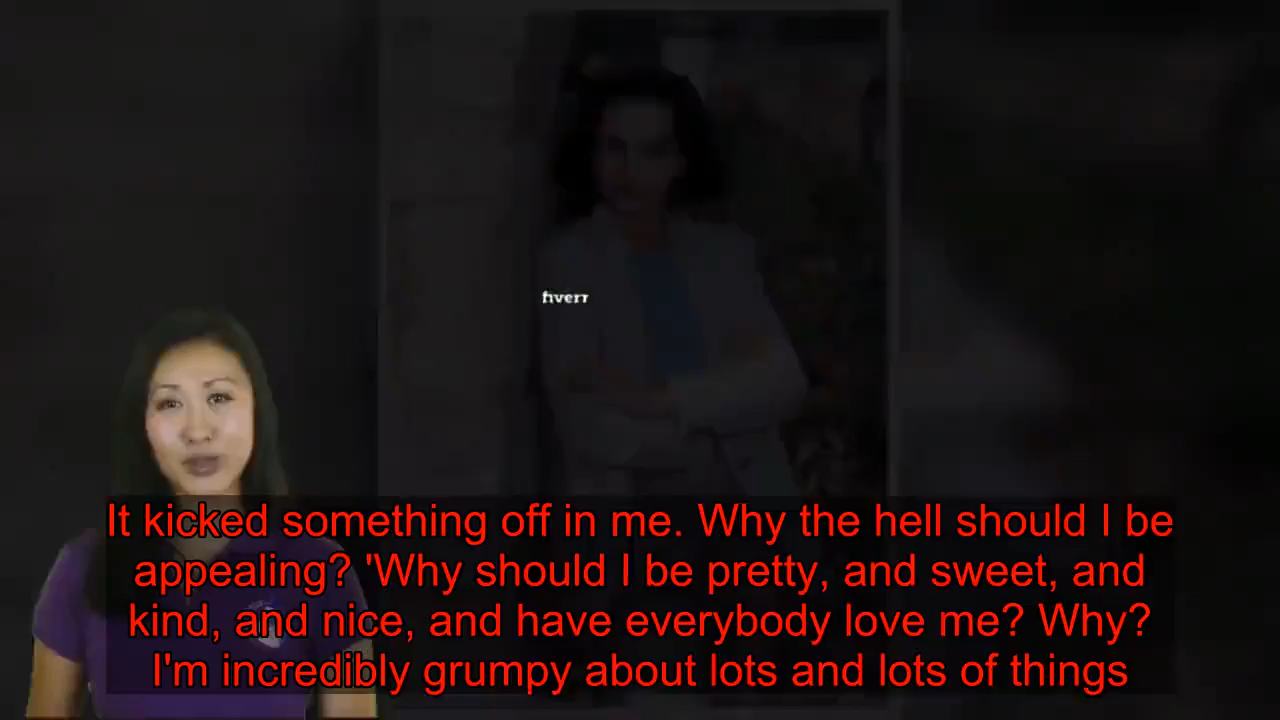 fiverr
It kicked something off in me. Why the hell should I be
appealing? 'Why should I be pretty, and sweet, and
kind, and nice, and have everybody love me? Why?
I'm incredibly grumpy about lots and lots of things